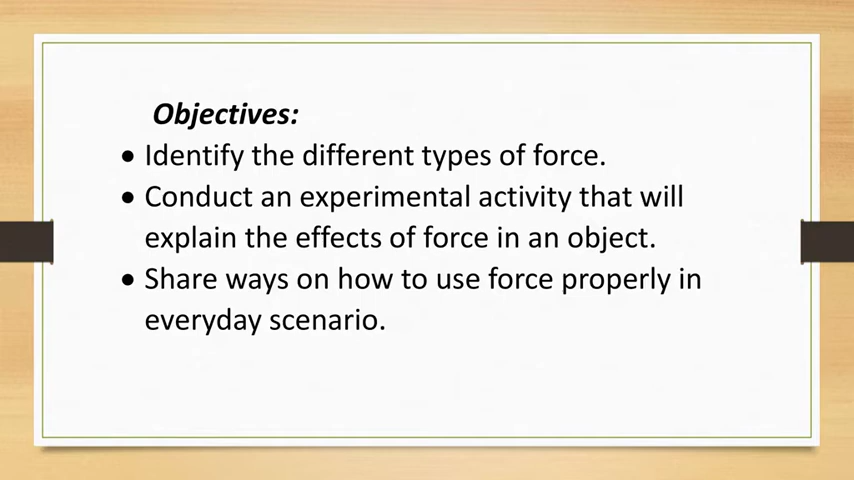 Objectives:
• Identify the different types of force.
• Conduct an experimental activity that will
explain the effects of force in an object.
• Share ways on how to use force properly in
everyday scenario.